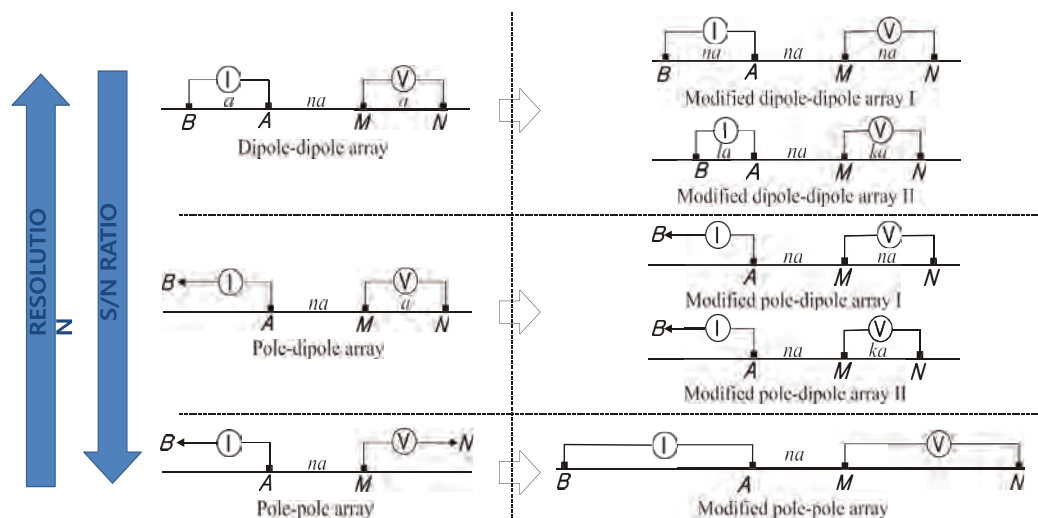 RESOLUTIO
N
S/N RATIO
I
a
na
V
a
B A M N
Dipole-dipole array
I
na
na
V
na
B A M N
Modified dipole-dipole array I
I
la
na
V
ka
B A M N
Modified dipole-dipole array II
B I
na
V
a
A M N
Pole-dipole array
B I
na
V
na
A M N
Modified pole-dipole array I
B I
na
V
ka
A M N
Modified pole-dipole array II
B I
na
V N
A M
Pole-pole array
I
na
V
B A M N
Modified pole-pole array